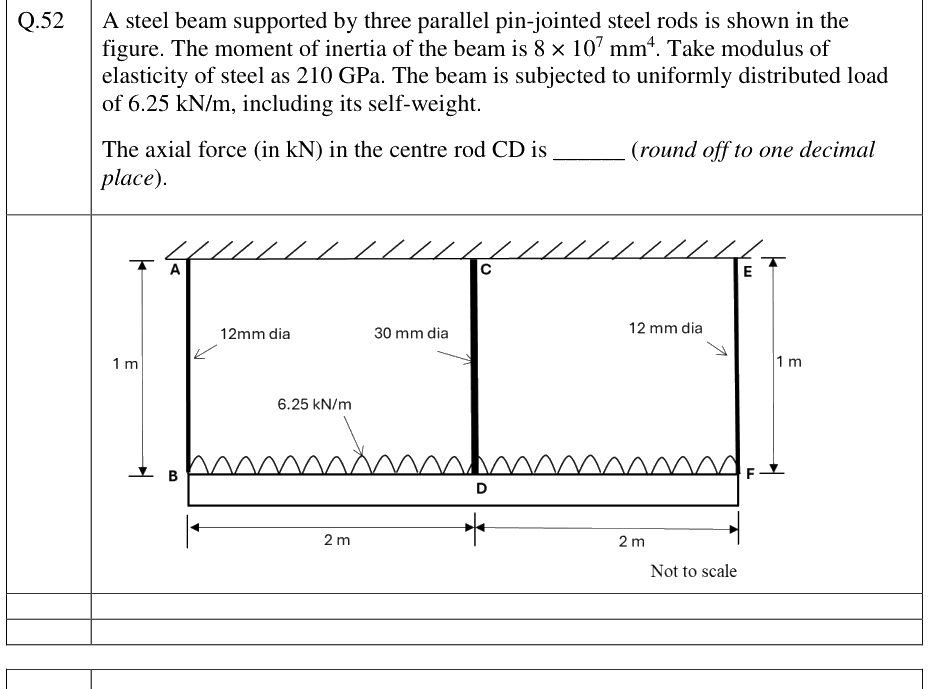 Q.52
A steel beam supported by three parallel pin-jointed steel rods is shown in the
figure. The moment of inertia of the beam is 8 × 10⁷ mm⁴. Take modulus of
elasticity of steel as 210 GPa. The beam is subjected to uniformly distributed load
of 6.25 kN/m, including its self-weight.
The axial force (in kN) in the centre rod CD is ______ (round off to one decimal
place).
A
C
E
12mm dia
30 mm dia
12 mm dia
1 m
1 m
6.25 kN/m
B
D
F
2 m
2 m
Not to scale